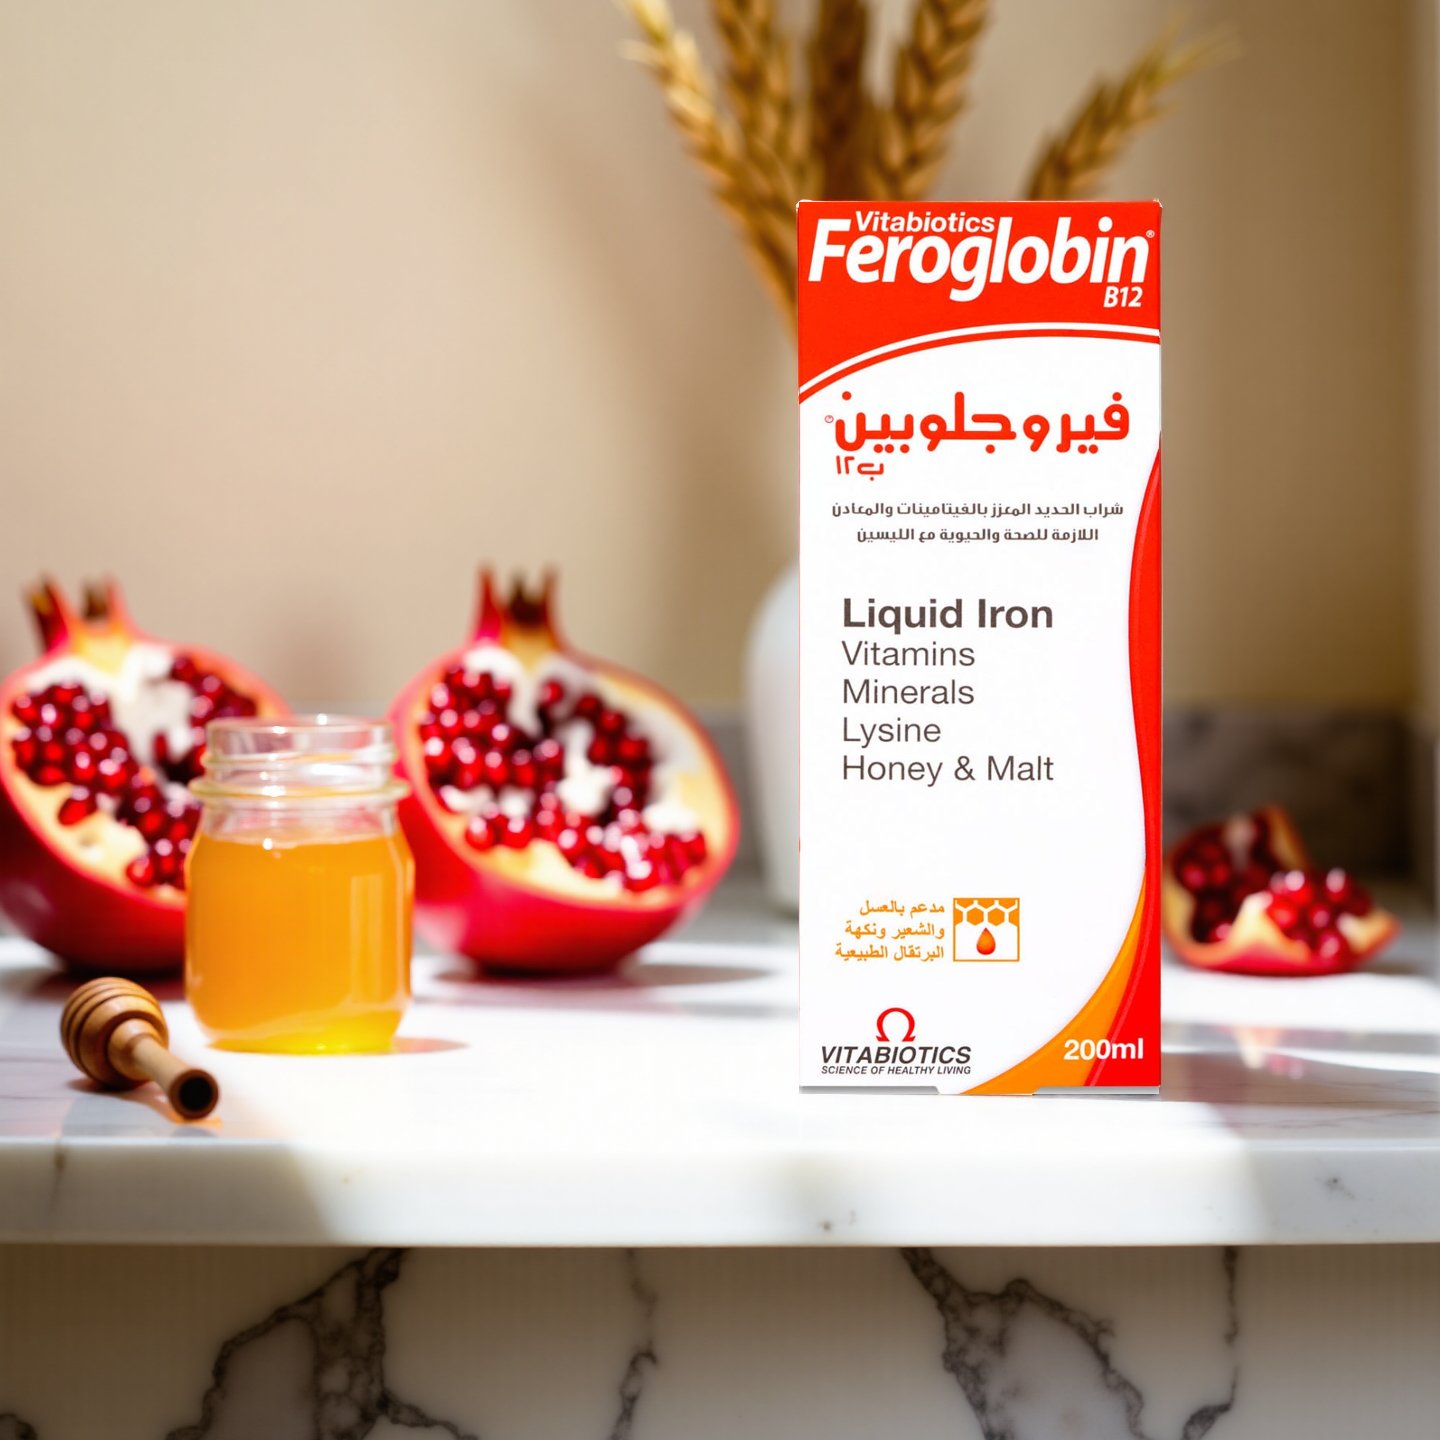 Vitabiotics
Feroglobin®
B12
فيروجلوبين
ب١٢
شراب الحديد المعزز بالفيتامينات والمعادن
اللازمة للصحة والحيوية مع الليسين
Liquid Iron
Vitamins
Minerals
Lysine
Honey & Malt
مدعم بالعسل
والشعير ونكهة
البرتقال الطبيعية
VITABIOTICS
SCIENCE OF HEALTHY LIVING
200ml